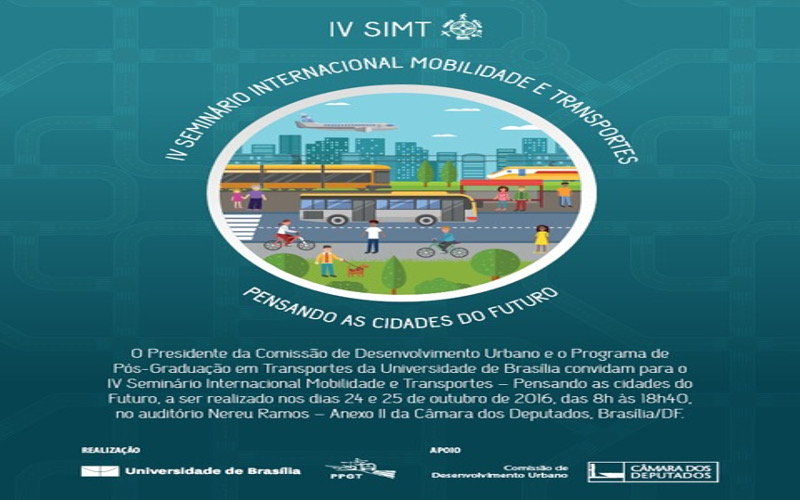 IV SIMT
IV SEMINÁRIO INTERNACIONAL MOBILIDADE E TRANSPORTES
PENSANDO AS CIDADES DO FUTURO
O Presidente da Comissão de Desenvolvimento Urbano e o Programa de
Pós-Graduação em Transportes da Universidade de Brasília convidam para o
IV Seminário Internacional Mobilidade e Transportes – Pensando as cidades do
Futuro, a ser realizado nos dias 24 e 25 de outubro de 2016, das 8h às 18h40,
no auditório Nereu Ramos – Anexo II da Câmara dos Deputados, Brasília/DF.
REALIZAÇÃO
APOIO
Universidade de Brasília
PPGT
Comissão de
Desenvolvimento Urbano
CÂMARA DOS
DEPUTADOS